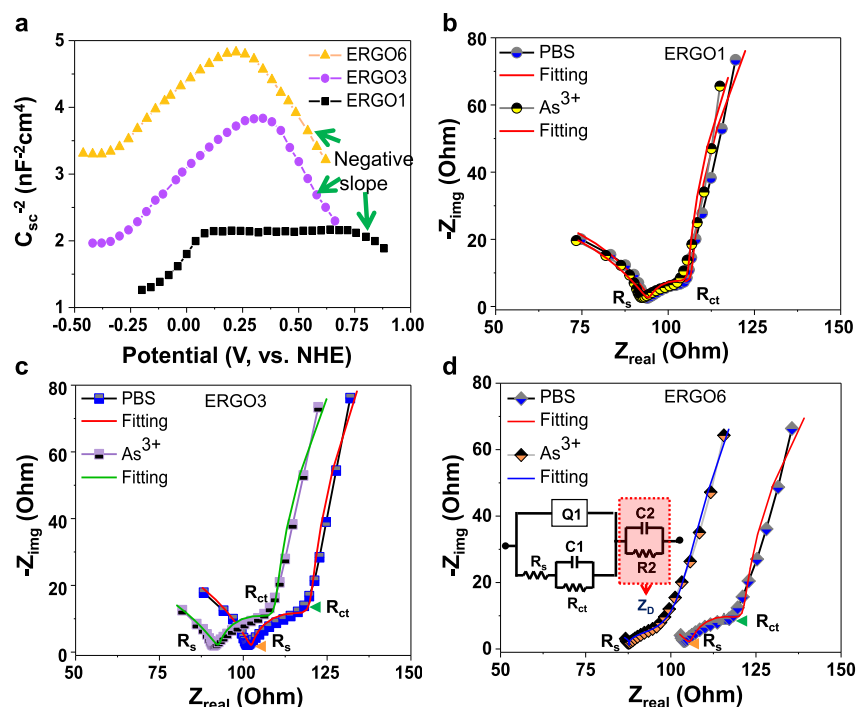 a
ERGO6
ERGO3
ERGO1
Negative
slope
5
4
3
2
1
-0.50
-0.25
0.00
0.25
0.50
0.75
1.00
C_sc^-2 (nF^-2cm^4)
Potential (V, vs. NHE)
b
PBS
Fitting
As^3+
Fitting
ERGO1
R_s
R_ct
80
60
40
20
0
50
75
100
125
150
-Z_img (Ohm)
Z_real (Ohm)
c
PBS
Fitting
As^3+
Fitting
ERGO3
R_ct
R_ct
R_s
R_s
80
60
40
20
0
50
75
100
125
150
-Z_img (Ohm)
Z_real (Ohm)
d
PBS
Fitting
As^3+
Fitting
ERGO6
Q1
C2
C1
R_s
R2
R_ct
Z_D
R_ct
R_s
R_s
80
60
40
20
0
50
75
100
125
150
-Z_img (Ohm)
Z_real (Ohm)